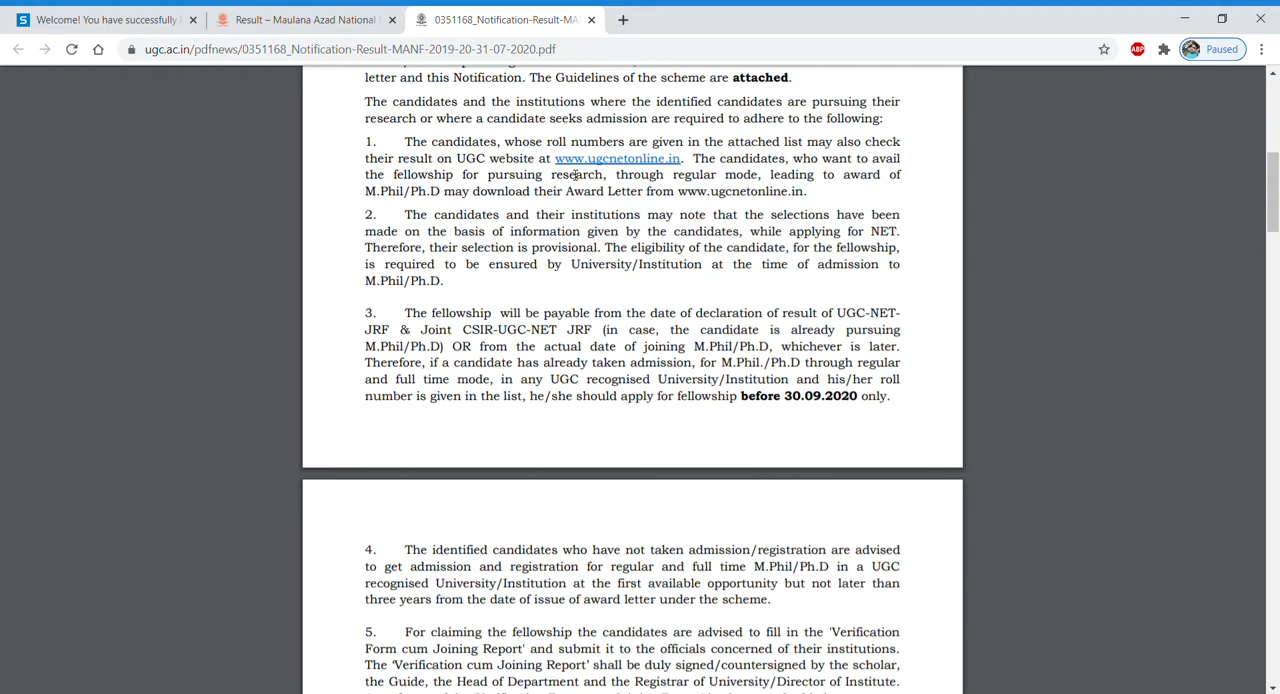 Welcome! You have successfully
Result – Maulana Azad National
0351168_Notification-Result-MA
ugc.ac.in/pdfnews/0351168_Notification-Result-MANF-2019-20-31-07-2020.pdf
ABP
Paused
letter and this Notification. The Guidelines of the scheme are attached.
The candidates and the institutions where the identified candidates are pursuing their
research or where a candidate seeks admission are required to adhere to the following:
1. The candidates, whose roll numbers are given in the attached list may also check
their result on UGC website at www.ugcnetonline.in. The candidates, who want to avail
the fellowship for pursuing research, through regular mode, leading to award of
M.Phil/Ph.D may download their Award Letter from www.ugcnetonline.in.
2. The candidates and their institutions may note that the selections have been
made on the basis of information given by the candidates, while applying for NET.
Therefore, their selection is provisional. The eligibility of the candidate, for the fellowship,
is required to be ensured by University/Institution at the time of admission to
M.Phil/Ph.D.
3. The fellowship will be payable from the date of declaration of result of UGC-NET-
JRF & Joint CSIR-UGC-NET JRF (in case, the candidate is already pursuing
M.Phil/Ph.D) OR from the actual date of joining M.Phil/Ph.D, whichever is later.
Therefore, if a candidate has already taken admission, for M.Phil./Ph.D through regular
and full time mode, in any UGC recognised University/Institution and his/her roll
number is given in the list, he/she should apply for fellowship before 30.09.2020 only.
4. The identified candidates who have not taken admission/registration are advised
to get admission and registration for regular and full time M.Phil/Ph.D in a UGC
recognised University/Institution at the first available opportunity but not later than
three years from the date of issue of award letter under the scheme.
5. For claiming the fellowship the candidates are advised to fill in the 'Verification
Form cum Joining Report' and submit it to the officials concerned of their institutions.
The 'Verification cum Joining Report' shall be duly signed/countersigned by the scholar,
the Guide, the Head of Department and the Registrar of University/Director of Institute.